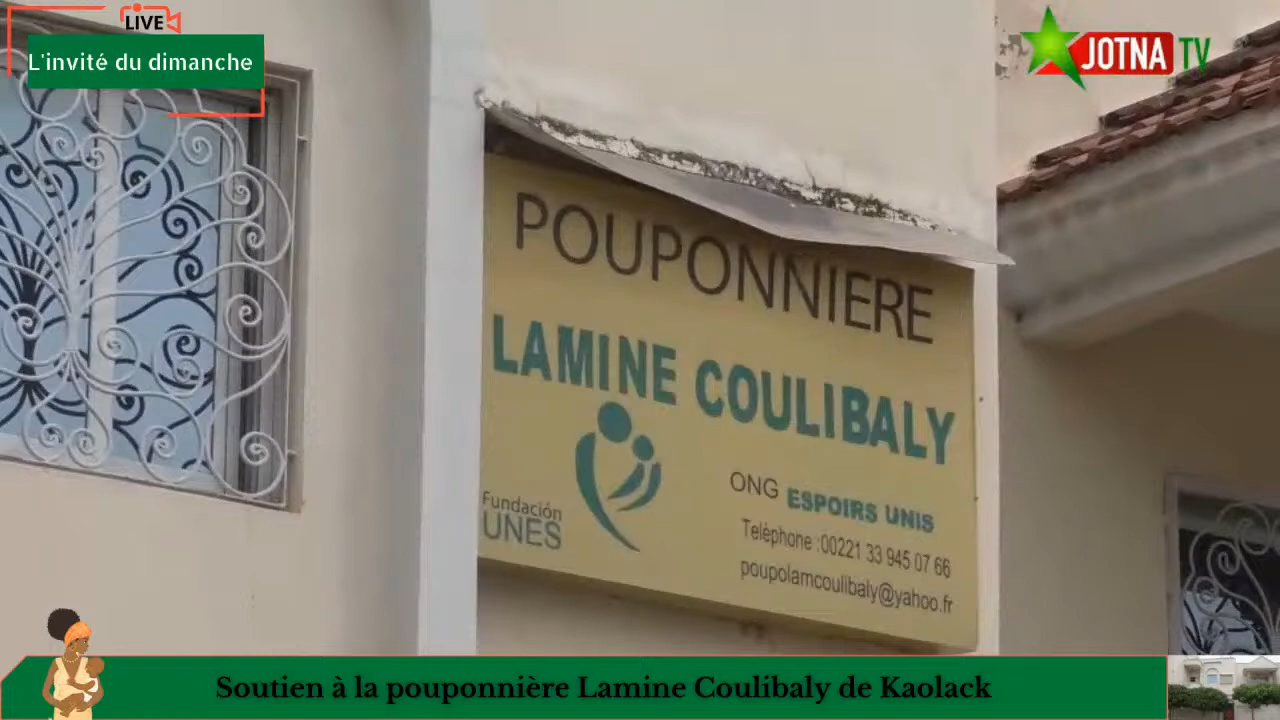 LIVE
L'invité du dimanche
JOTNA TV
POUPONNIERE
LAMINE COULIBALY
ONG ESPOIRS UNIS
Fundación
UNES
Teléphone :00221 33 945 07 66
poupolamcoulibaly@yahoo.fr
Soutien à la pouponnière Lamine Coulibaly de Kaolack